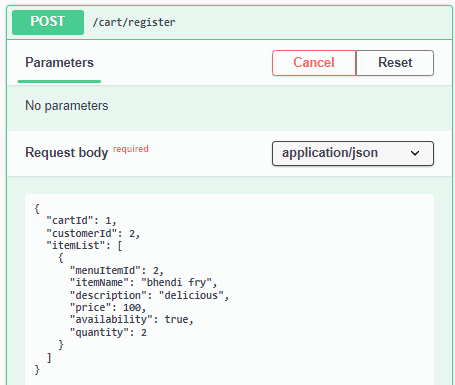 POST /cart/register
Parameters Cancel Reset
No parameters
Request body required application/json
{
  "cartId": 1,
  "customerId": 2,
  "itemList": [
    {
      "menuItemId": 2,
      "itemName": "bhendi fry",
      "description": "delicious",
      "price": 100,
      "availability": true,
      "quantity": 2
    }
  ]
}